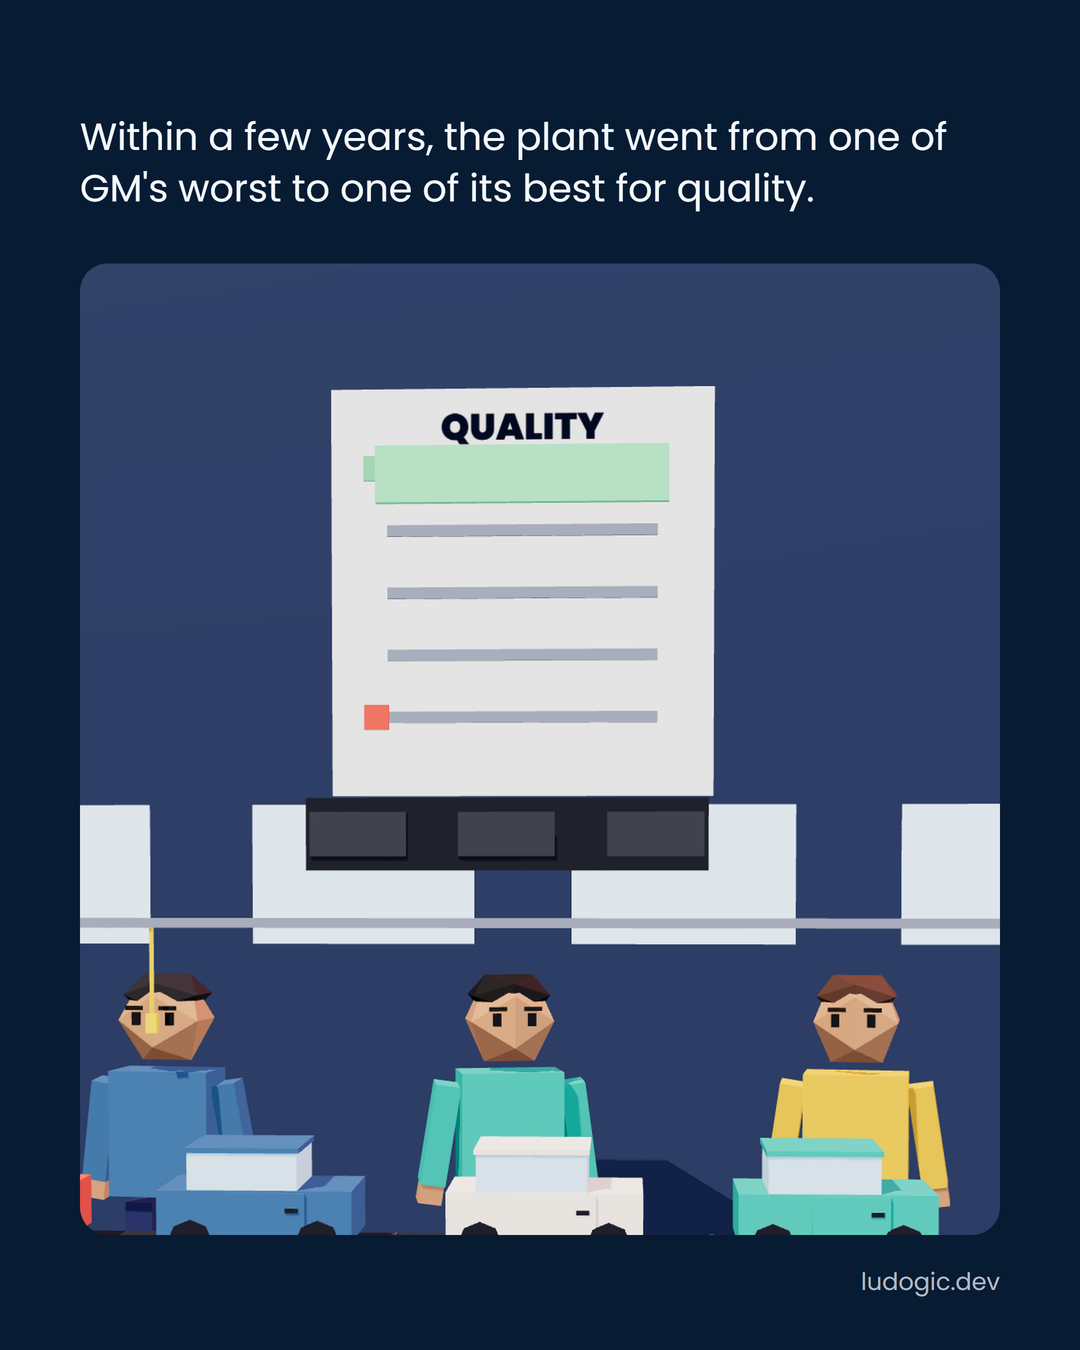 Within a few years, the plant went from one of
GM's worst to one of its best for quality.
QUALITY
ludogic.dev